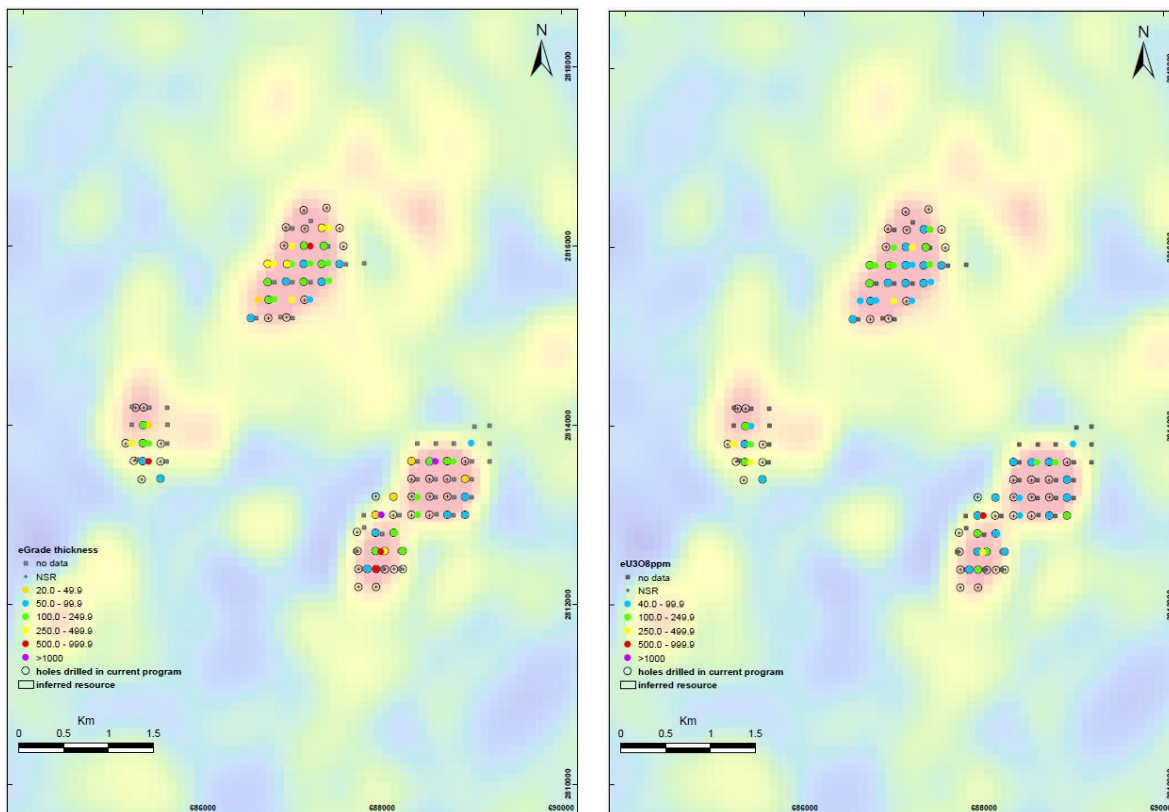 N
2818000
2816000
2814000
2812000
2810000
eGrade thickness
no data
NSR
20.0 - 49.9
50.0 - 99.9
100.0 - 249.9
250.0 - 499.9
500.0 - 999.9
>1000
holes drilled in current program
inferred resource
Km
0 0.5 1 1.5
686000 688000 690000
N
eU3O8ppm
no data
NSR
40.0 - 99.9
100.0 - 249.9
250.0 - 499.9
500.0 - 999.9
>1000
holes drilled in current program
inferred resource
Km
0 0.5 1 1.5
686000 688000